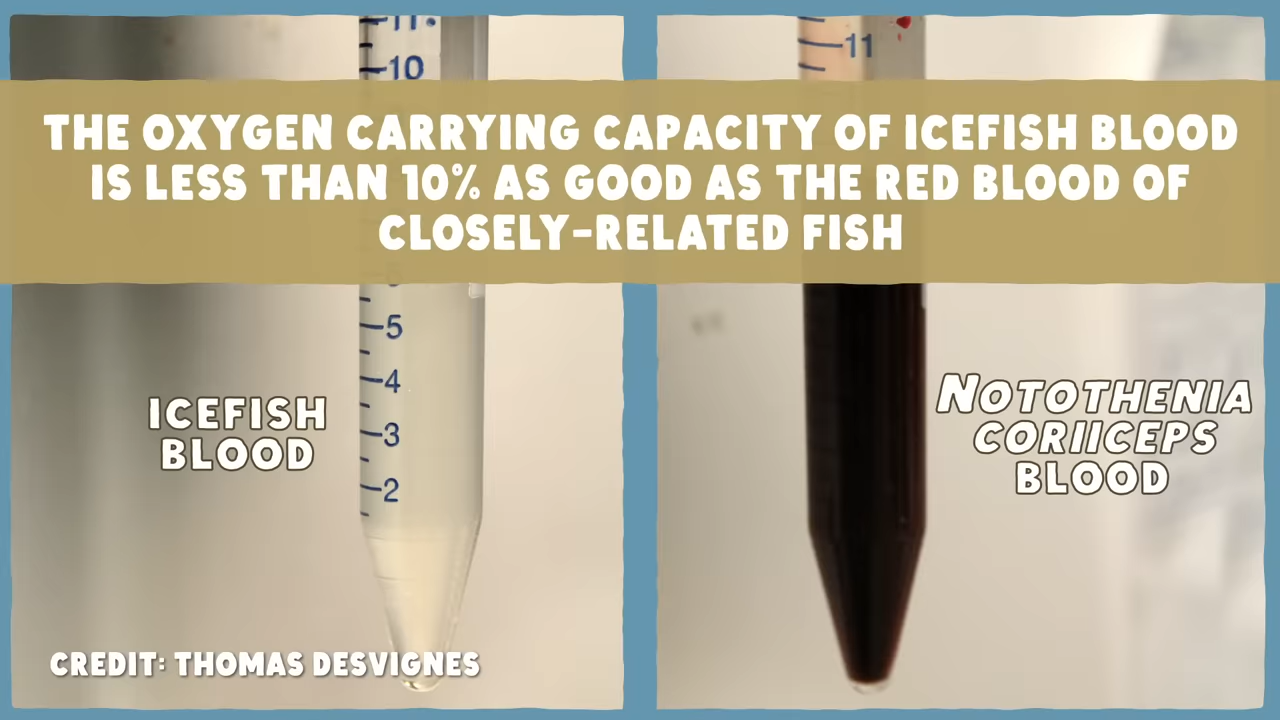 THE OXYGEN CARRYING CAPACITY OF ICEFISH BLOOD
IS LESS THAN 10% AS GOOD AS THE RED BLOOD OF
CLOSELY-RELATED FISH
11
10
5
4
3
2
ICEFISH
BLOOD
CREDIT: THOMAS DESVIGNES
11
NOTOTHENIA
CORIICEPS
BLOOD